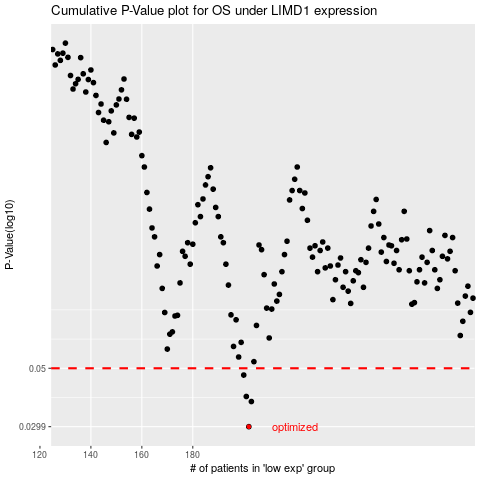 Cumulative P-Value plot for OS under LIMD1 expression
P-Value(log10)
0.05
0.0299
optimized
120 140 160 180
# of patients in 'low exp' group